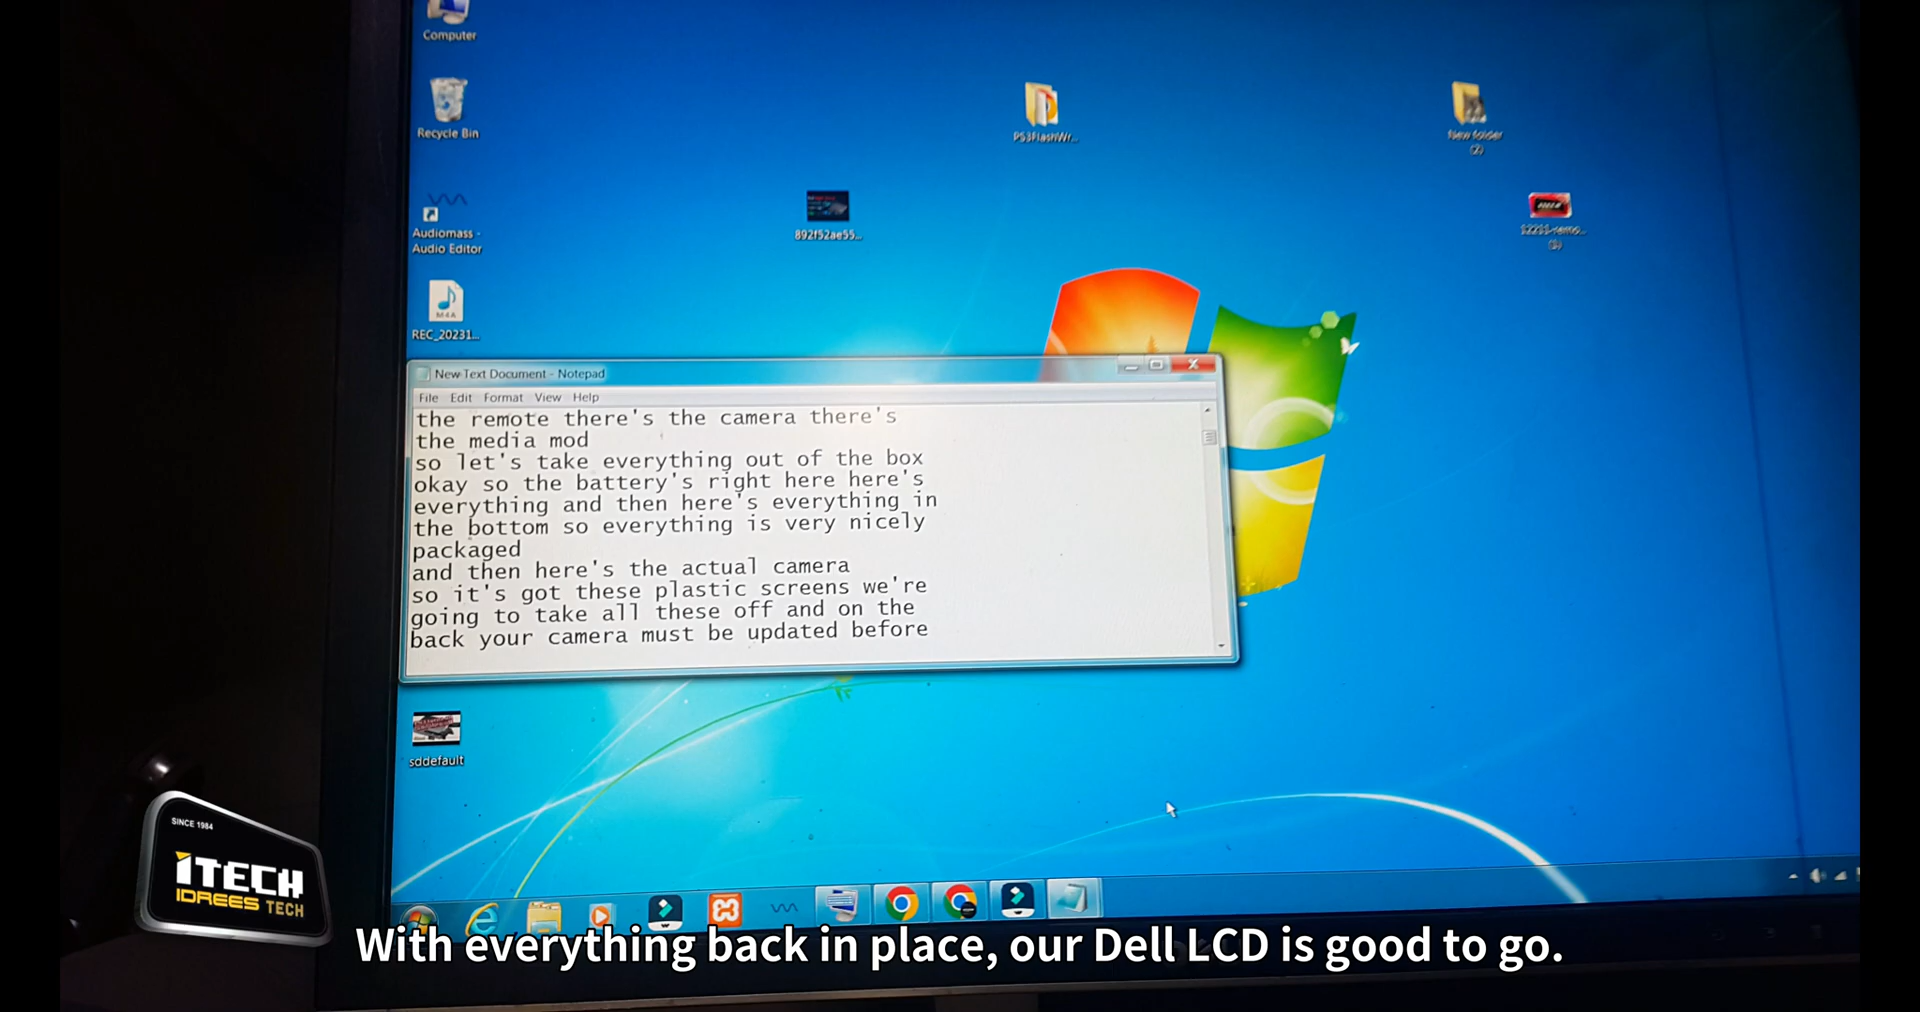 Computer
Recycle Bin
PS3FlashWr...
New folder
(2)
892f52ae55...
Audiomass -
Audio Editor
REC_20231...
New Text Document - Notepad
File Edit Format View Help
the remote there's the camera there's
the media mod
so let's take everything out of the box
okay so the battery's right here here's
everything and then here's everything in
the bottom so everything is very nicely
packaged
and then here's the actual camera
so it's got these plastic screens we're
going to take all these off and on the
back your camera must be updated before
sddefault
SINCE 1984
iTECH
IDREES TECH
With everything back in place, our Dell LCD is good to go.